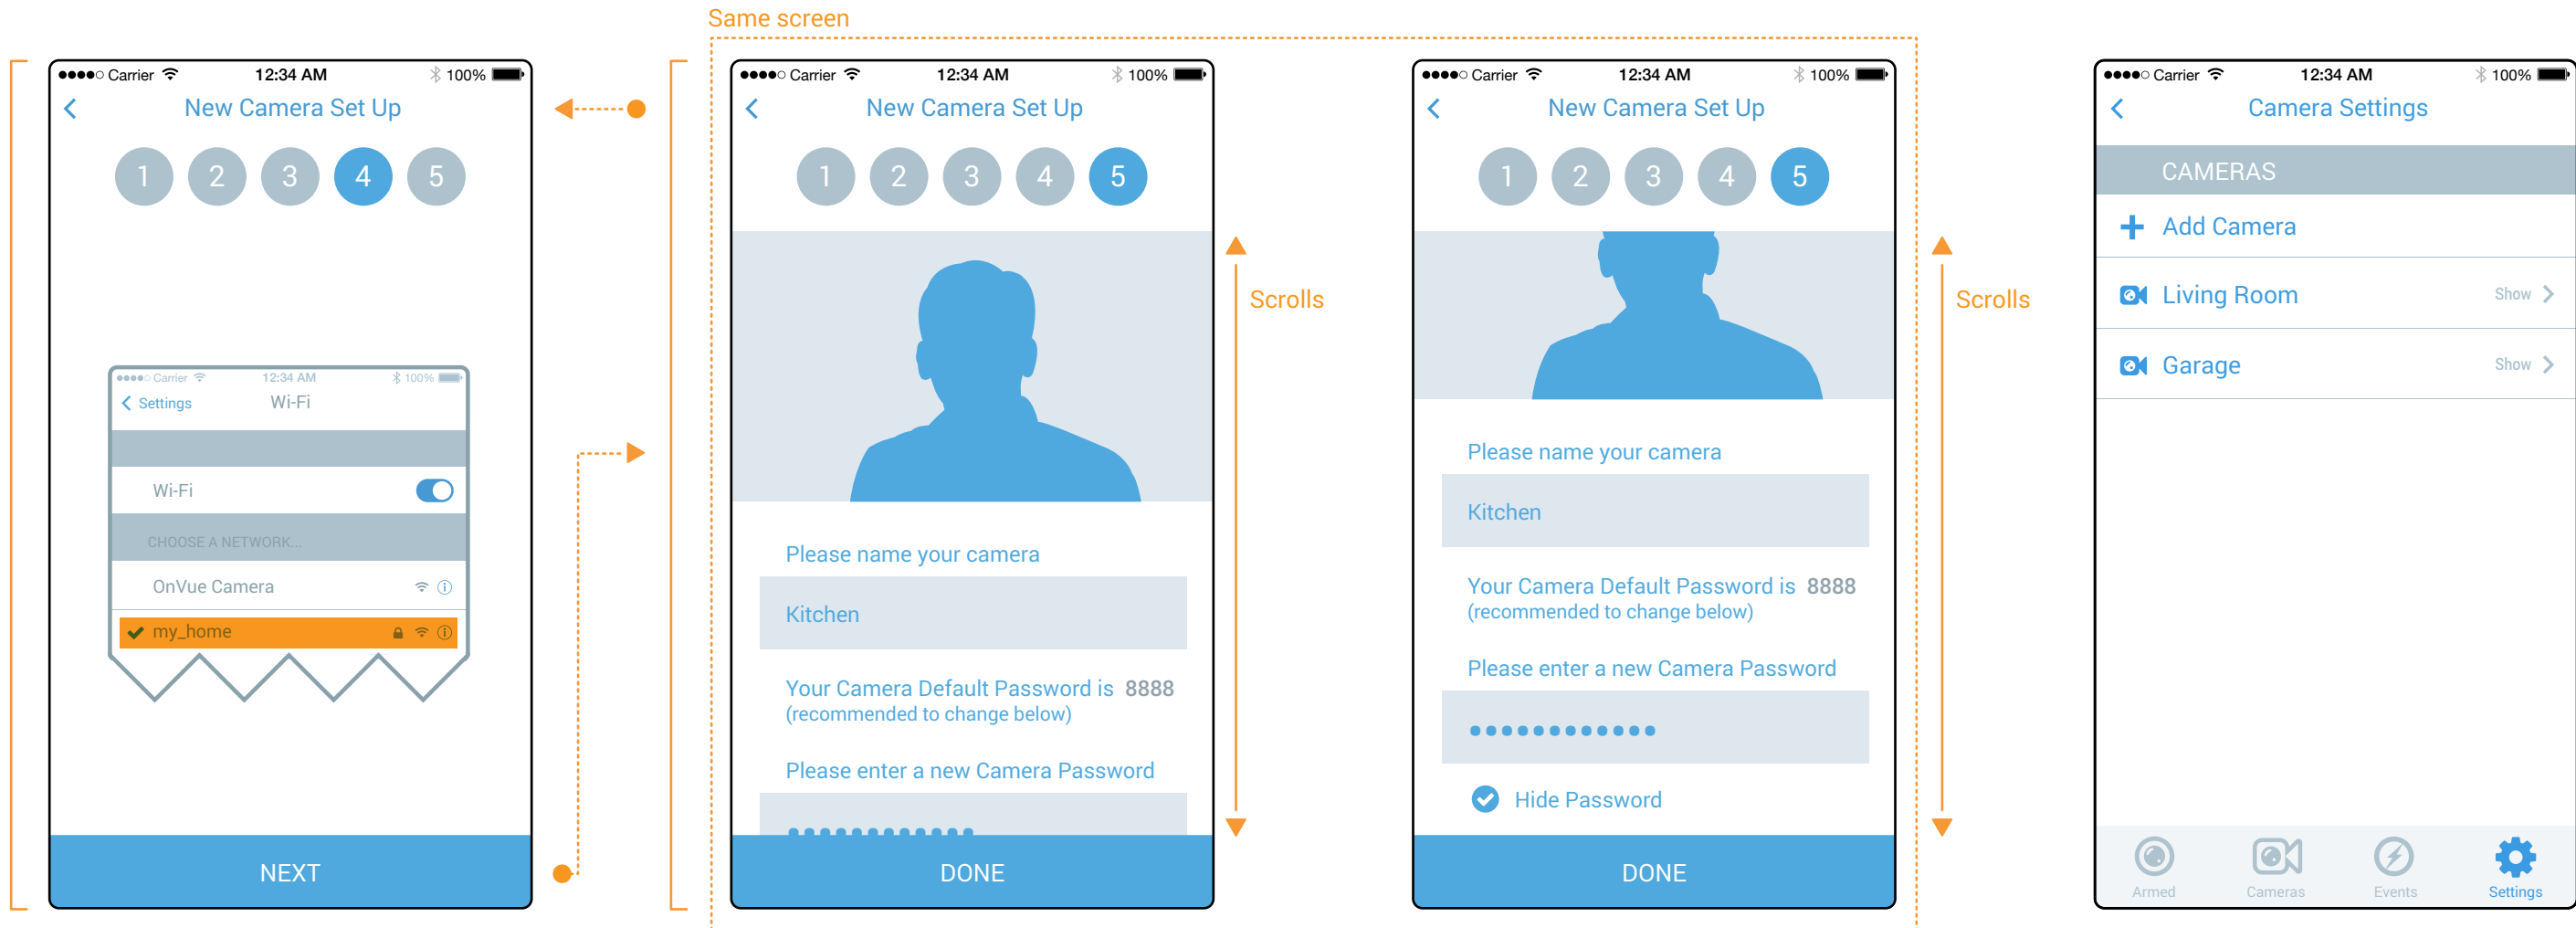 Same screen
Carrier 12:34 AM 100%
New Camera Set Up
1 2 3 4 5
Carrier 12:34 AM 100%
Settings Wi-Fi
Wi-Fi
CHOOSE A NETWORK...
OnVue Camera
my_home
NEXT
Carrier 12:34 AM 100%
New Camera Set Up
1 2 3 4 5
Please name your camera
Kitchen
Your Camera Default Password is 8888
(recommended to change below)
Please enter a new Camera Password
DONE
Scrolls
Carrier 12:34 AM 100%
New Camera Set Up
1 2 3 4 5
Please name your camera
Kitchen
Your Camera Default Password is 8888
(recommended to change below)
Please enter a new Camera Password
Hide Password
DONE
Scrolls
Carrier 12:34 AM 100%
Camera Settings
CAMERAS
Add Camera
Living Room Show
Garage Show
Armed Cameras Events Settings